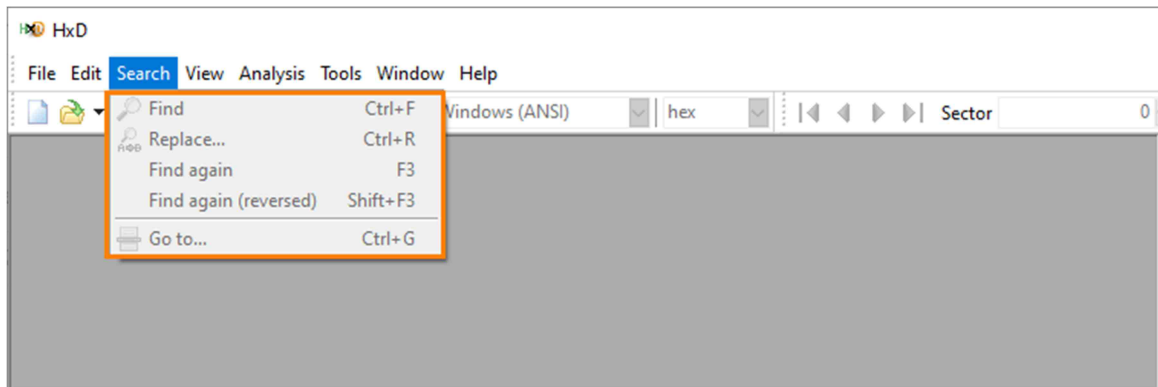 HxD
File Edit Search View Analysis Tools Window Help
Windows (ANSI) hex Sector 0
Find Ctrl+F
Replace... Ctrl+R
Find again F3
Find again (reversed) Shift+F3
Go to... Ctrl+G